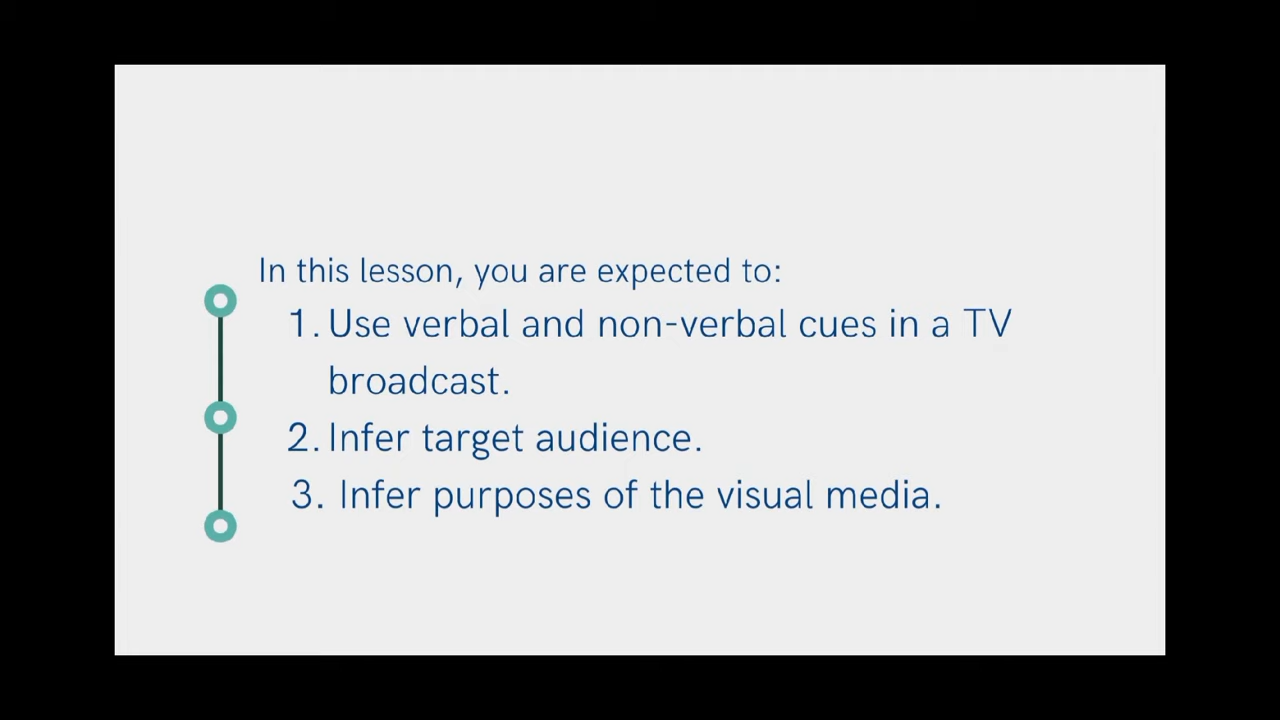 In this lesson, you are expected to:
1. Use verbal and non-verbal cues in a TV
broadcast.
2. Infer target audience.
3. Infer purposes of the visual media.